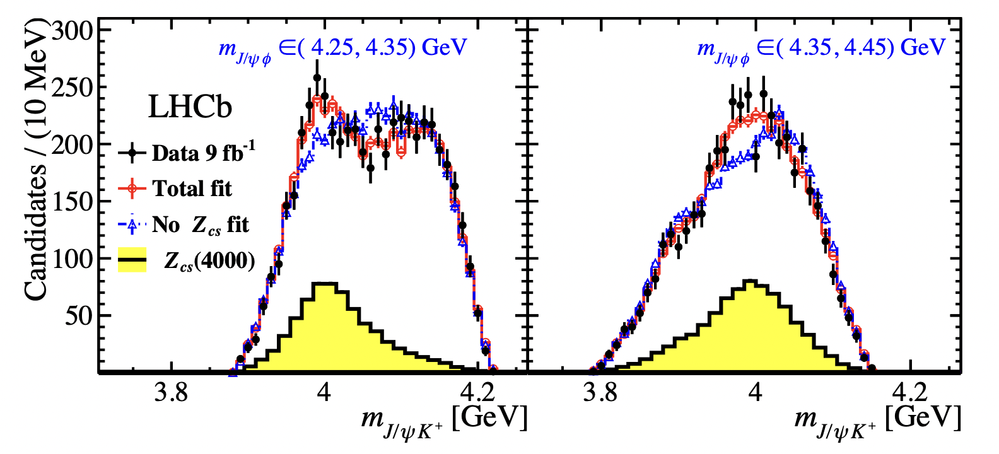 Candidates / (10 MeV)
300
250
200
150
100
50
m_{J/ψ ϕ} ∈( 4.25, 4.35) GeV
LHCb
Data 9 fb⁻¹
Total fit
No Z_{cs} fit
Z_{cs}(4000)
3.8 4 4.2
m_{J/ψ K⁺} [GeV]
m_{J/ψ ϕ} ∈( 4.35, 4.45) GeV
3.8 4 4.2
m_{J/ψ K⁺} [GeV]